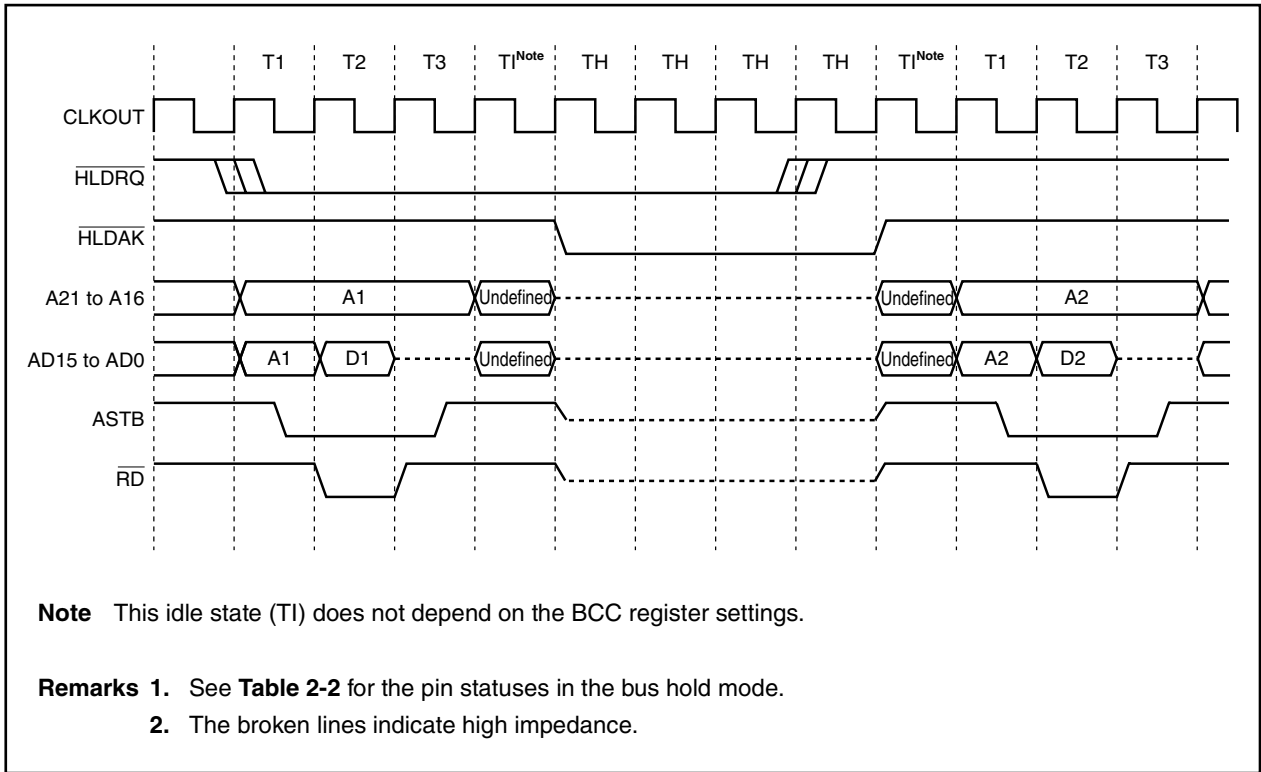 T1 T2 T3 TINote TH TH TH TH TINote T1 T2 T3
CLKOUT
HLDRQ
HLDAK
A21 to A16 A1 Undefined Undefined A2
AD15 to AD0 A1 D1 Undefined Undefined A2 D2
ASTB
RD
Note This idle state (TI) does not depend on the BCC register settings.
Remarks 1. See Table 2-2 for the pin statuses in the bus hold mode.
2. The broken lines indicate high impedance.